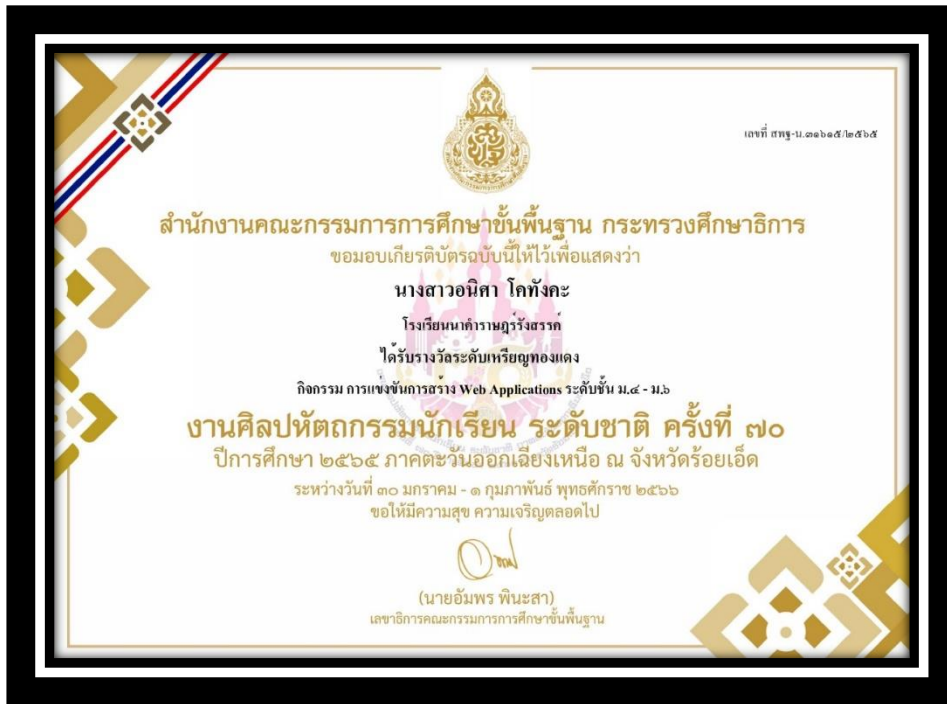 เลขที่ สพฐ-น.๓๑๖๑๕/๒๕๖๕
สำนักงานคณะกรรมการการศึกษาขั้นพื้นฐาน กระทรวงศึกษาธิการ
ขอมอบเกียรติบัตรฉบับนี้ให้ไว้เพื่อแสดงว่า
นางสาวอนิศา โคทังคะ
โรงเรียนนาคำราษฎร์รังสรรค์
ได้รับรางวัลระดับเหรียญทองแดง
กิจกรรม การแข่งขันการสร้าง Web Applications ระดับชั้น ม.๔ - ม.๖
งานศิลปหัตถกรรมนักเรียน ระดับชาติ ครั้งที่ ๗๐
ปีการศึกษา ๒๕๖๕ ภาคตะวันออกเฉียงเหนือ ณ จังหวัดร้อยเอ็ด
ระหว่างวันที่ ๓๐ มกราคม - ๑ กุมภาพันธ์ พุทธศักราช ๒๕๖๖
ขอให้มีความสุข ความเจริญตลอดไป
(นายอัมพร พินะสา)
เลขาธิการคณะกรรมการการศึกษาขั้นพื้นฐาน